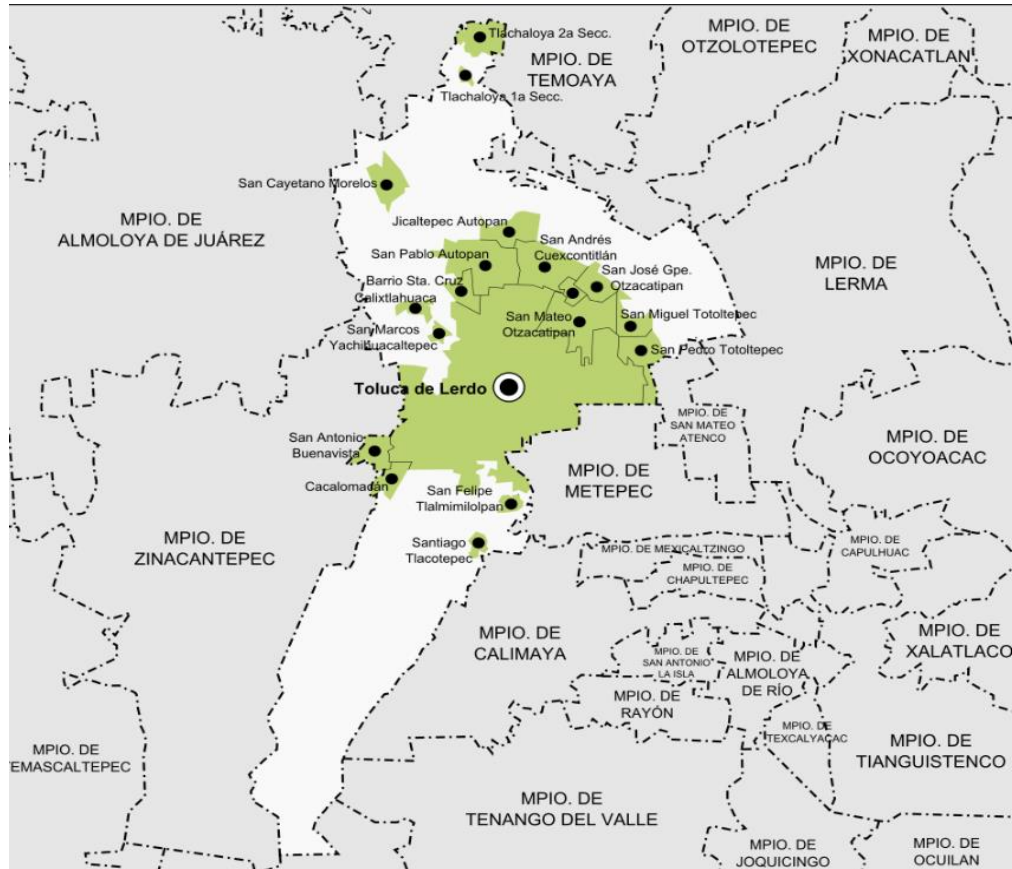 Tlachaloya 2a Secc.
MPIO. DE
OTZOLOTEPEC
MPIO. DE
XONACATLAN
MPIO. DE
TEMOAYA
Tlachaloya 1a Secc.
San Cayetano Morelos
MPIO. DE
ALMOLOYA DE JUÁREZ
Jicaltepec Autopan
San Andrés
Cuexcontitlán
San Pablo Autopan
San José Gpe.
Otzacatipan
Barrio Sta. Cruz
Calixtlahuaca
MPIO. DE
LERMA
San Marcos
Yachihuacaltepec
San Mateo
Otzacatipan
San Miguel Totoltepec
San Pedro Totoltepec
Toluca de Lerdo
MPIO. DE
SAN MATEO
ATENCO
MPIO. DE
OCOYOACAC
San Antonio
Buenavista
Cacalomacán
San Felipe
Tlalmimilolpan
MPIO. DE
METEPEC
MPIO. DE
ZINACANTEPEC
Santiago
Tlacotepec
MPIO. DE MEXICALTZINGO
MPIO. DE
CHAPULTEPEC
MPIO. DE
CAPULHUAC
MPIO. DE
CALIMAYA
MPIO. DE
SAN ANTONIO
LA ISLA
MPIO. DE
ALMOLOYA
DE RÍO
MPIO. DE
XALATLACO
MPIO. DE
RAYÓN
MPIO. DE
TEXCALYACAC
MPIO. DE
TIANGUISTENCO
MPIO. DE
TEMASCALTEPEC
MPIO. DE
TENANGO DEL VALLE
MPIO. DE
JOQUICINGO
MPIO. DE
OCUILAN